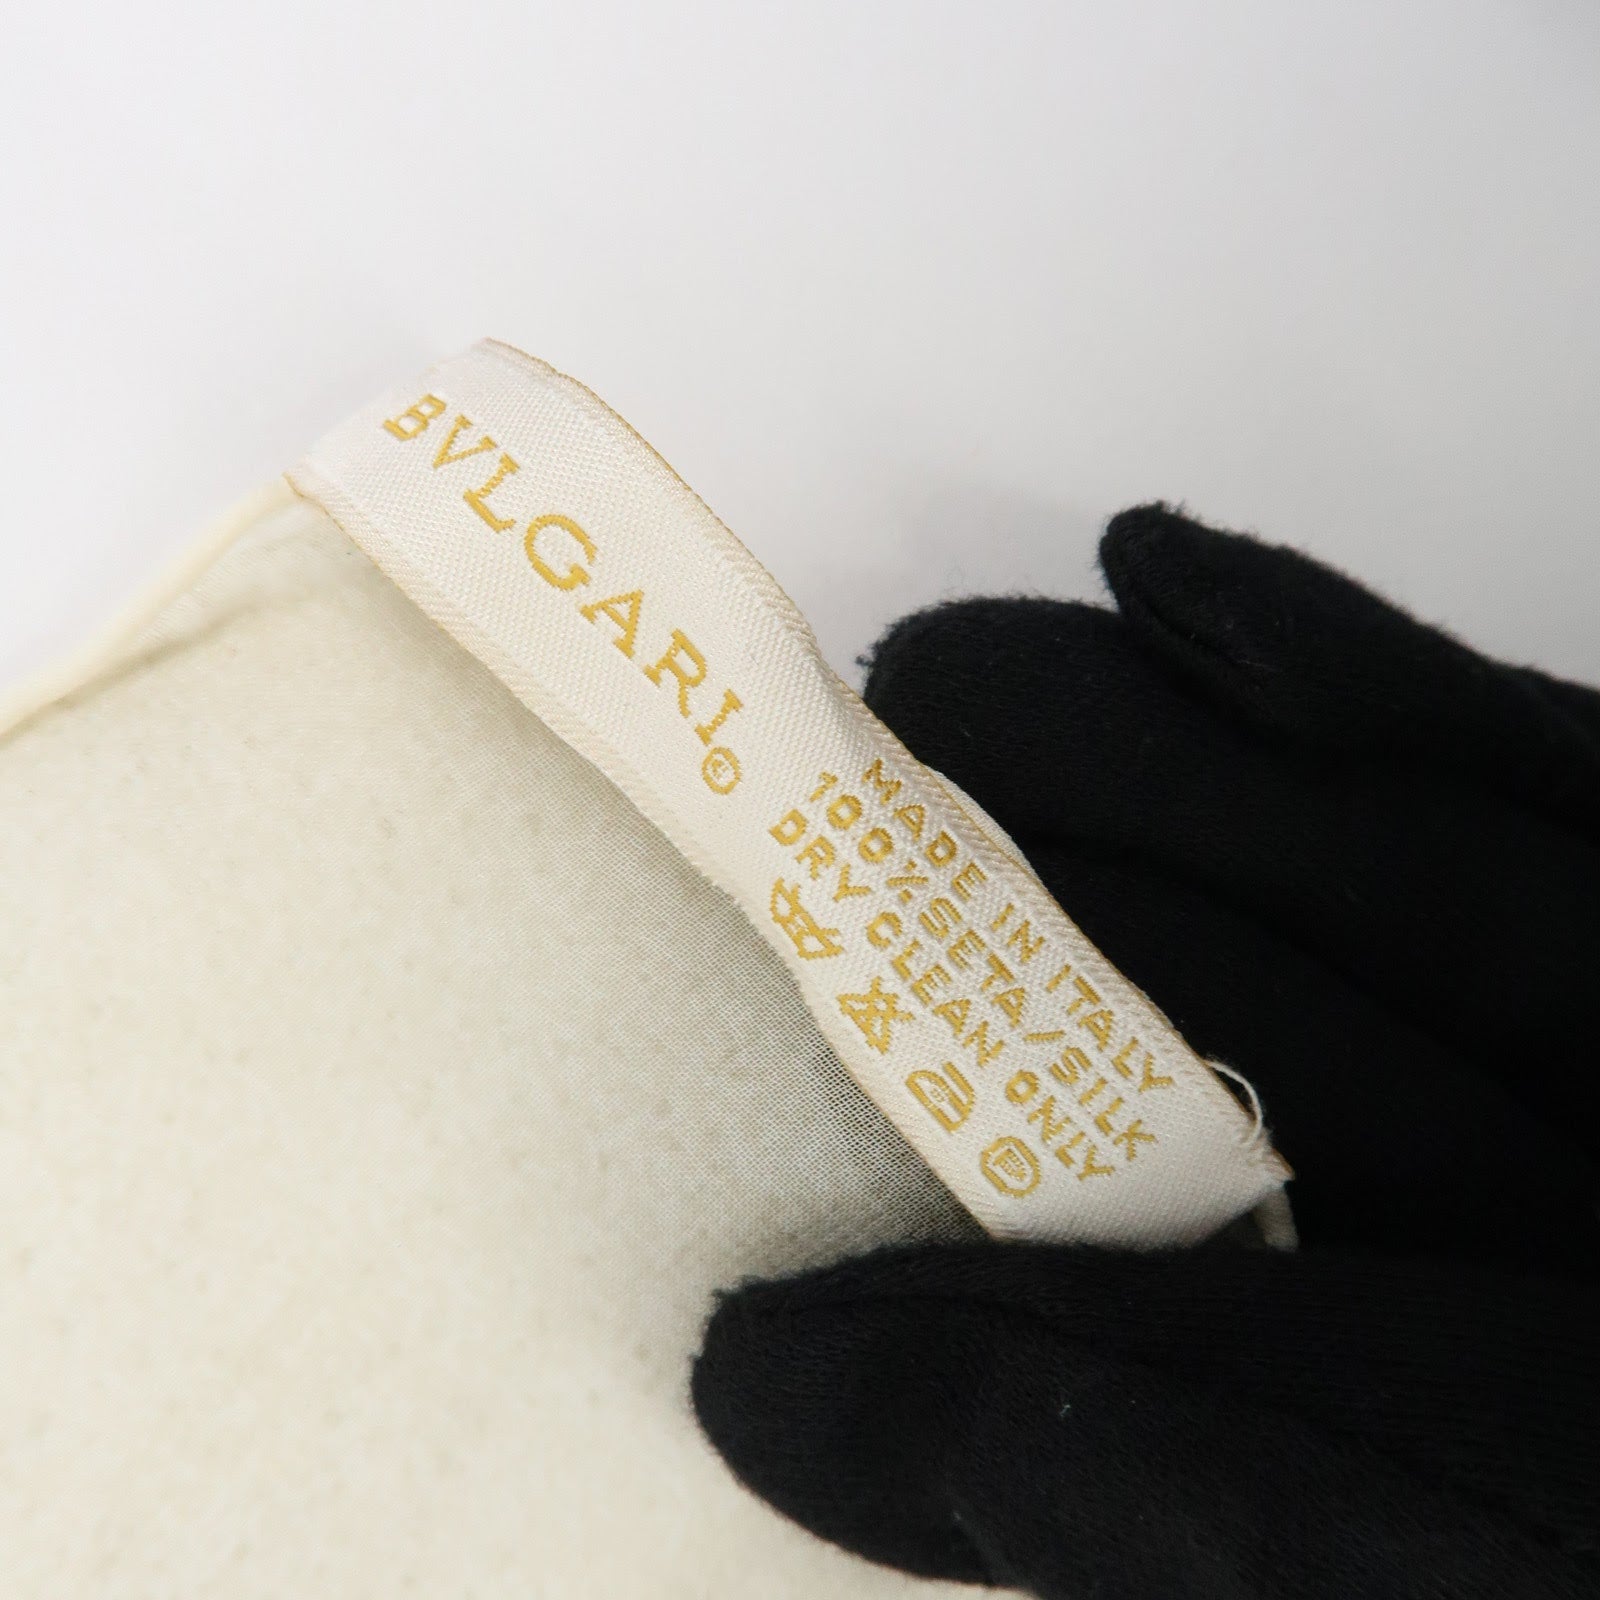 BVLGARI®
MADE IN ITALY
100% SETA/SILK
DRY CLEAN ONLY